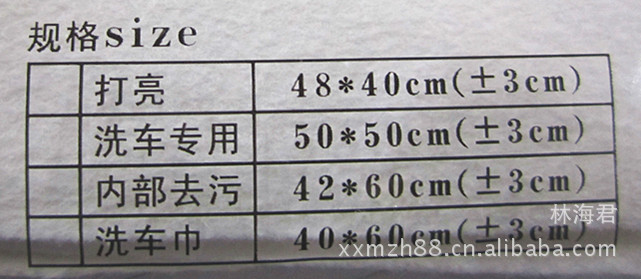 规格size
打亮 48*40cm(±3cm)
洗车专用 50*50cm(±3cm)
内部去污 42*60cm(±3cm)
洗车巾 40*60cm(±3cm)
林海君
xxmzh88.cn.alibaba.com